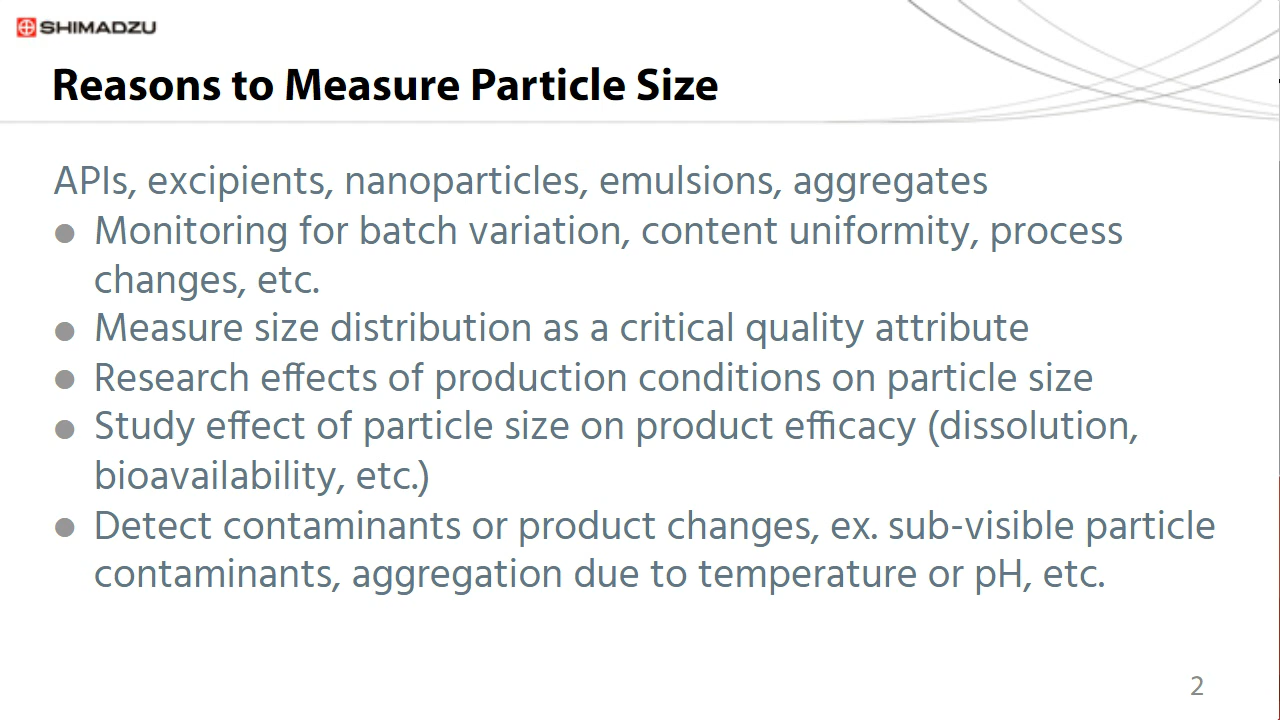 SHIMADZU
Reasons to Measure Particle Size
APIs, excipients, nanoparticles, emulsions, aggregates
● Monitoring for batch variation, content uniformity, process
changes, etc.
● Measure size distribution as a critical quality attribute
● Research effects of production conditions on particle size
● Study effect of particle size on product efficacy (dissolution,
bioavailability, etc.)
● Detect contaminants or product changes, ex. sub-visible particle
contaminants, aggregation due to temperature or pH, etc.
2